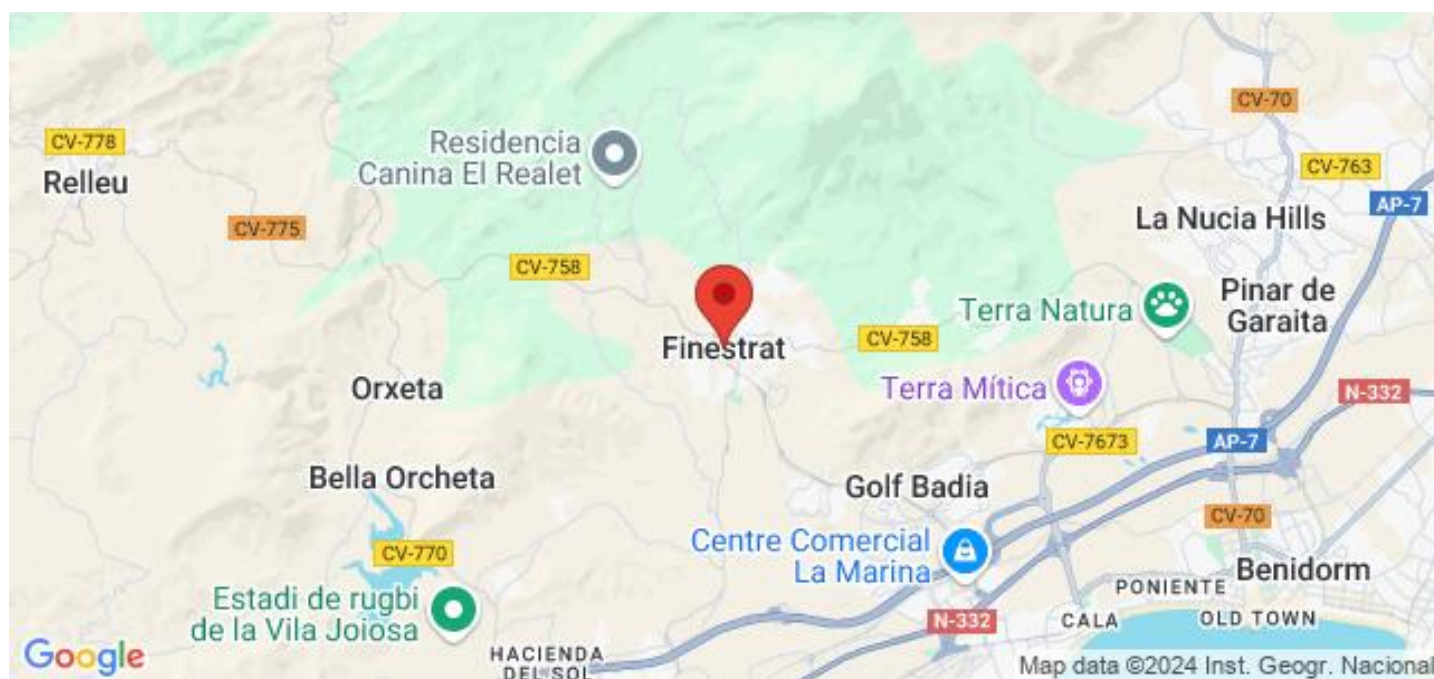 CV-70
CV-778
Relleu
Residencia
Canina El Realet
CV-763
AP-7
CV-775
La Nucia Hills
CV-758
Terra Natura
Pinar de
Garaita
Finestrat
CV-758
Orxeta
Terra Mítica
N-332
CV-7673
AP-7
Bella Orcheta
Golf Badia
CV-70
Centre Comercial
La Marina
CV-770
Benidorm
PONIENTE
Estadi de rugbi
de la Vila Joiosa
N-332
CALA
OLD TOWN
HACIENDA
DEL SOL
Google
Map data ©2024 Inst. Geogr. Nacional